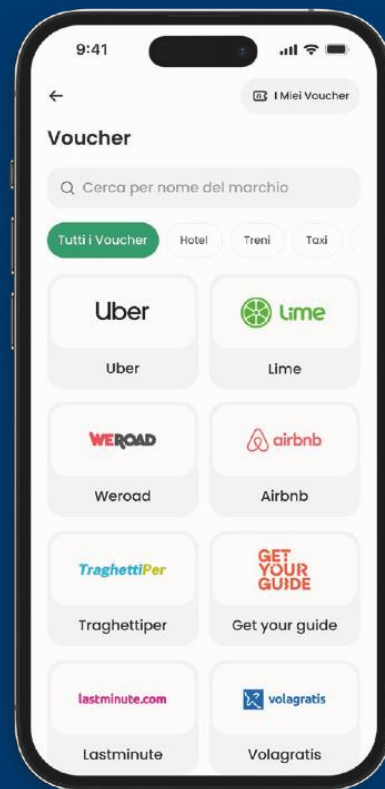 9:41
I Miei Voucher
Voucher
Cerca per nome del marchio
Tutti i Voucher Hotel Treni Taxi
Uber Lime
Uber Lime
WEROAD airbnb
Weroad Airbnb
TraghettiPer GET YOUR GUIDE
Traghettiper Get your guide
lastminute.com volagratis
Lastminute Volagratis